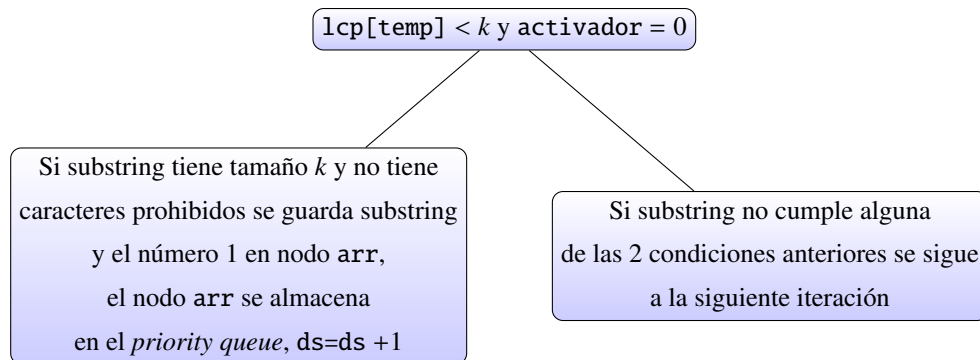 lcp[temp] < k y activador = 0
Si substring tiene tamaño k y no tiene
caracteres prohibidos se guarda substring
y el número 1 en nodo arr,
el nodo arr se almacena
en el priority queue, ds=ds +1
Si substring no cumple alguna
de las 2 condiciones anteriores se sigue
a la siguiente iteración